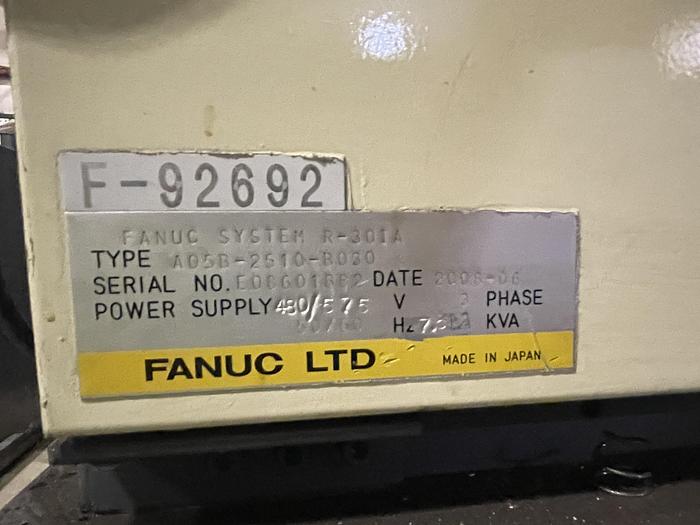 F-92692
FANUC SYSTEM R-30IA
TYPE A05B-2510-B030
SERIAL NO. DATE 2008-06
POWER SUPPLY 480/575 V 3 PHASE
50/60 Hz KVA
FANUC LTD MADE IN JAPAN